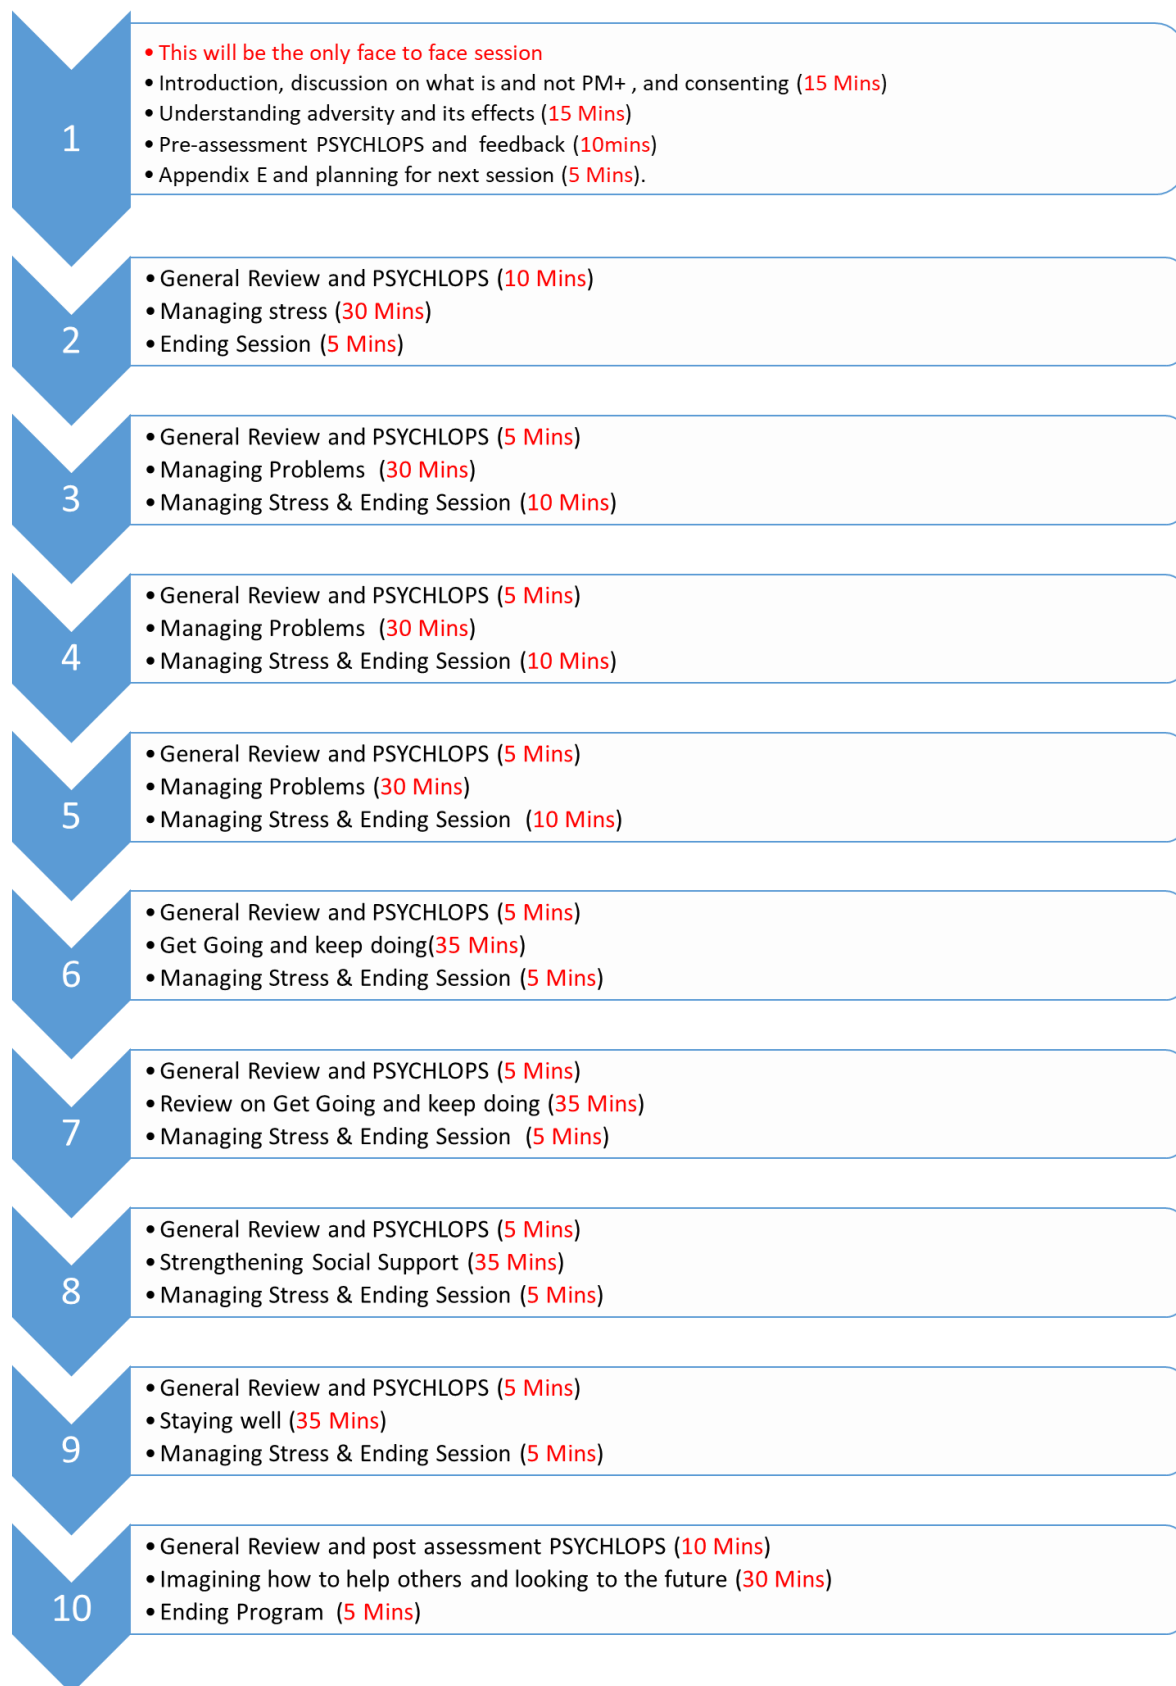 1
• This will be the only face to face session
• Introduction, discussion on what is and not PM+ , and consenting (15 Mins)
• Understanding adversity and its effects (15 Mins)
• Pre-assessment PSYCHLOPS and feedback (10mins)
• Appendix E and planning for next session (5 Mins).
2
• General Review and PSYCHLOPS (10 Mins)
• Managing stress (30 Mins)
• Ending Session (5 Mins)
3
• General Review and PSYCHLOPS (5 Mins)
• Managing Problems (30 Mins)
• Managing Stress & Ending Session (10 Mins)
4
• General Review and PSYCHLOPS (5 Mins)
• Managing Problems (30 Mins)
• Managing Stress & Ending Session (10 Mins)
5
• General Review and PSYCHLOPS (5 Mins)
• Managing Problems (30 Mins)
• Managing Stress & Ending Session (10 Mins)
6
• General Review and PSYCHLOPS (5 Mins)
• Get Going and keep doing(35 Mins)
• Managing Stress & Ending Session (5 Mins)
7
• General Review and PSYCHLOPS (5 Mins)
• Review on Get Going and keep doing (35 Mins)
• Managing Stress & Ending Session (5 Mins)
8
• General Review and PSYCHLOPS (5 Mins)
• Strengthening Social Support (35 Mins)
• Managing Stress & Ending Session (5 Mins)
9
• General Review and PSYCHLOPS (5 Mins)
• Staying well (35 Mins)
• Managing Stress & Ending Session (5 Mins)
10
• General Review and post assessment PSYCHLOPS (10 Mins)
• Imagining how to help others and looking to the future (30 Mins)
• Ending Program (5 Mins)